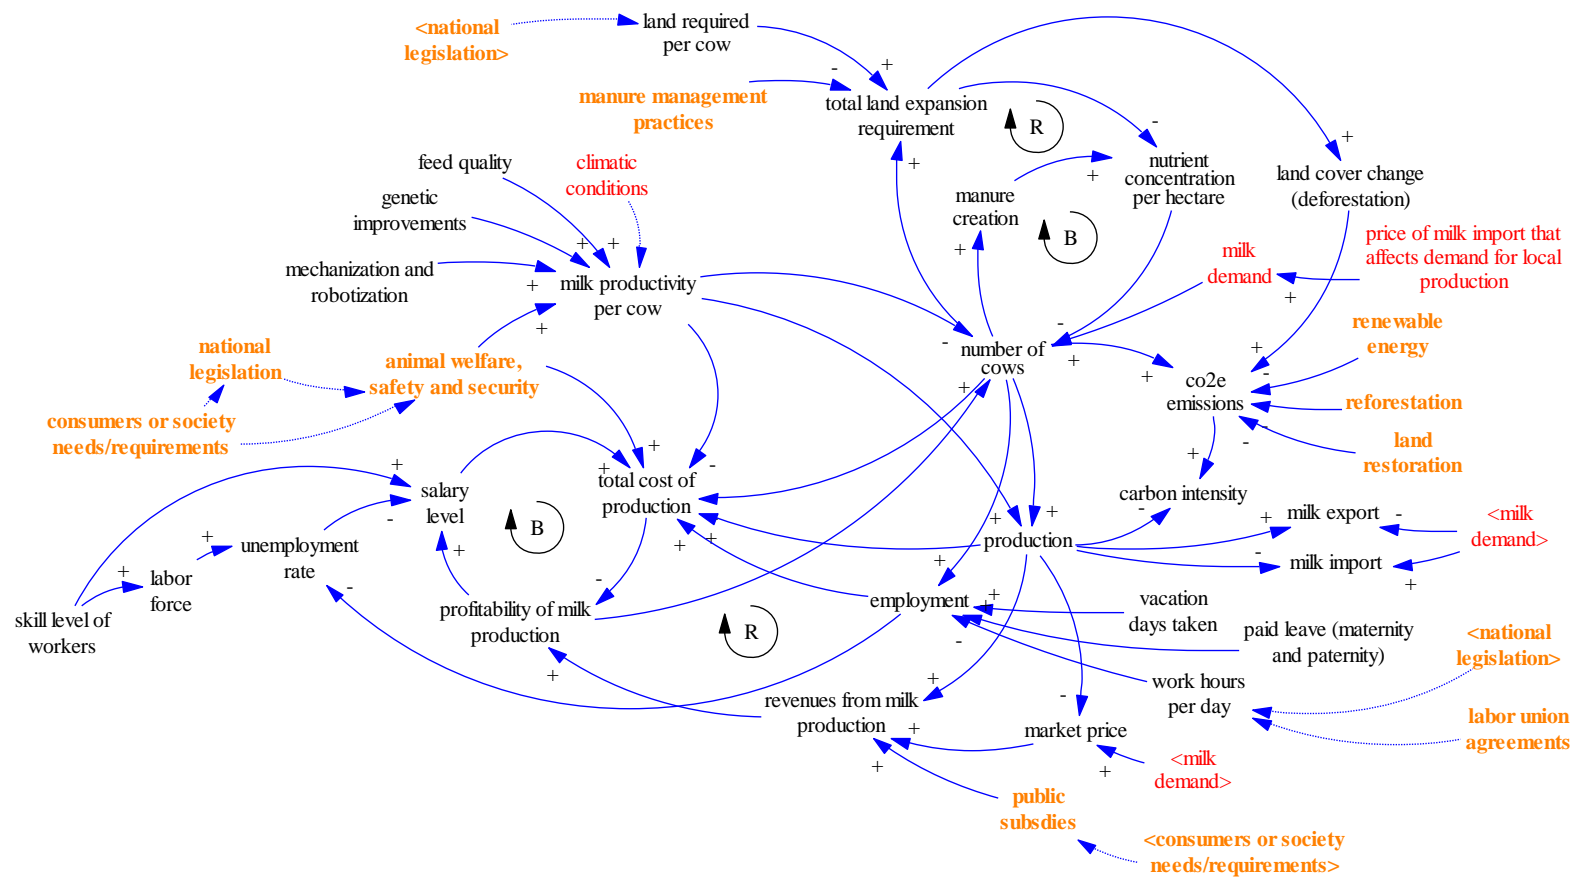 <national
legislation>
land required
per cow
manure management
practices
total land expansion
requirement
R
feed quality
climatic
conditions
genetic
improvements
mechanization and
robotization
milk productivity
per cow
manure
creation
B
nutrient
concentration
per hectare
land cover change
(deforestation)
milk
demand
price of milk import that
affects demand for local
production
national
legislation
animal welfare,
safety and security
consumers or society
needs/requirements
number of
cows
co2e
emissions
renewable
energy
reforestation
land
restoration
salary
level
total cost of
production
B
carbon intensity
milk export
milk import
<milk
demand>
production
unemployment
rate
labor
force
skill level of
workers
profitability of milk
production
R
employment
vacation
days taken
paid leave (maternity
and paternity)
work hours
per day
<national
legislation>
labor union
agreements
revenues from milk
production
market price
<milk
demand>
public
subsdies
<consumers or society
needs/requirements>